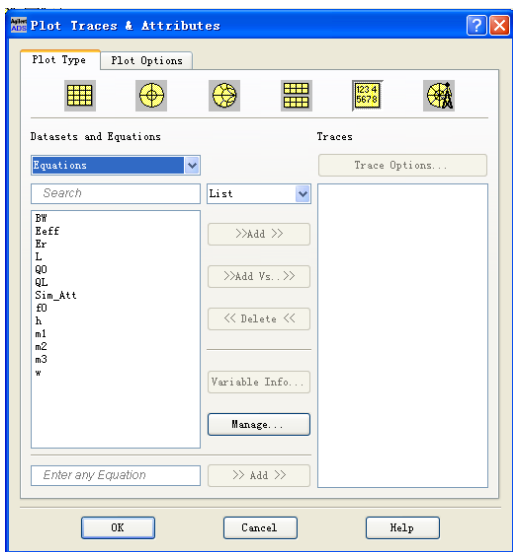 Agilent ADS Plot Traces & Attributes
Plot Type Plot Options
1234
5678
Datasets and Equations Traces
Equations Trace Options...
Search List
BW
Eeff
Er
L
Q0
QL
Sim_Att
f0
h
m1
m2
m3
w
>>Add >>
>>Add Vs..>>
<< Delete <<
Variable Info...
Manage...
Enter any Equation >> Add >>
OK Cancel Help